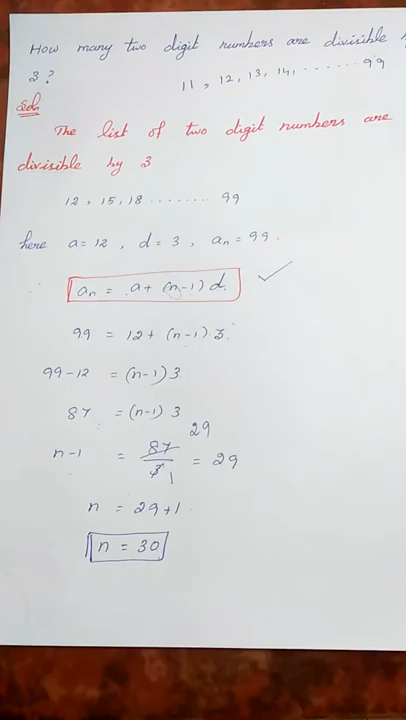 How many two digit numbers are divisible
3?
11, 12, 13, 14, ...... 99
Soln
The list of two digit numbers are
divisible by 3
12, 15, 18 ........ 99
here a = 12, d = 3, an = 99.
an = a + (n-1) d.
99 = 12 + (n-1) 3.
99-12 = (n-1) 3
87 = (n-1) 3
29
n-1 = 87/3 = 29
1
n = 29+1
n = 30